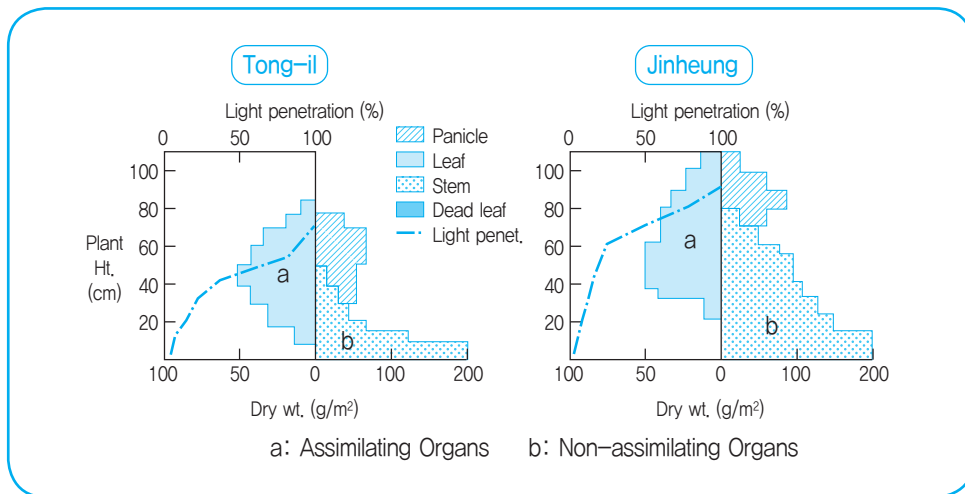 Tong-il
Jinheung
Light penetration (%)
0 50 100
Panicle
Leaf
Stem
Dead leaf
Light penet.
Plant
Ht.
(cm)
100
80
60
40
20
a
b
100 50 0 100 200
Dry wt. (g/m²)
Light penetration (%)
0 50 100
100
80
60
40
20
a
b
100 50 0 100 200
Dry wt. (g/m²)
a: Assimilating Organs b: Non-assimilating Organs